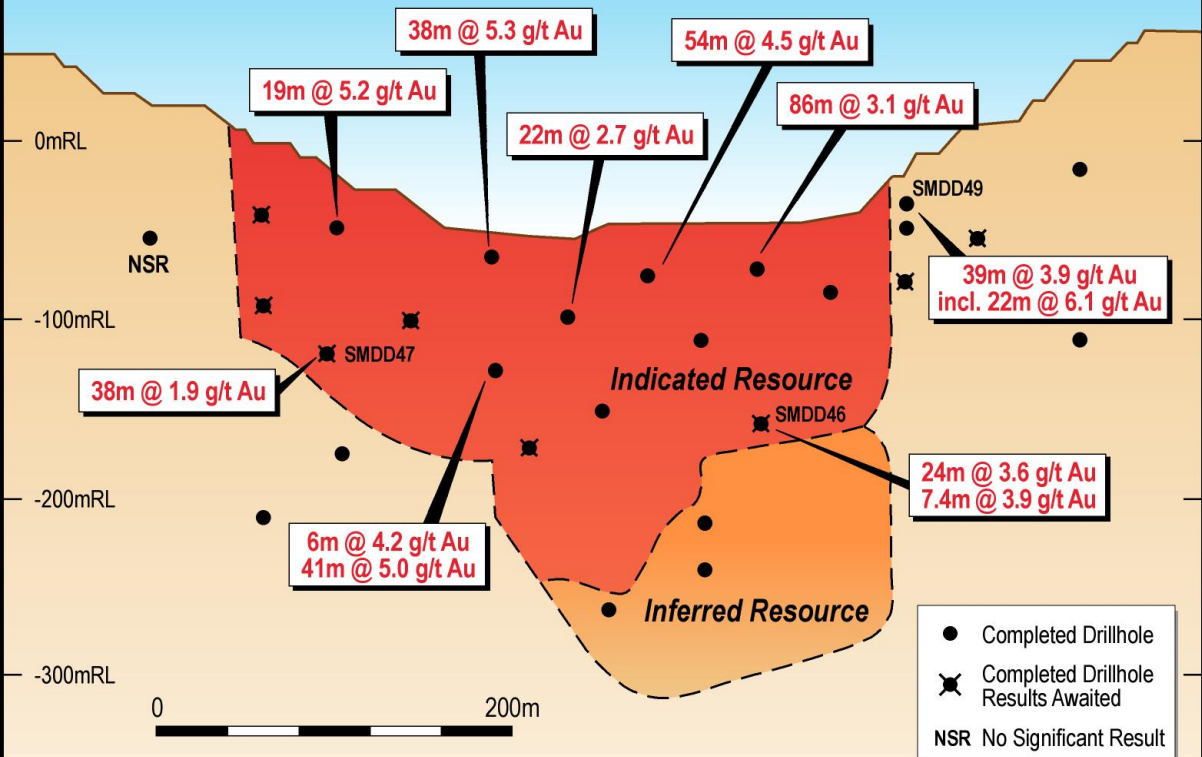 38m @ 5.3 g/t Au
54m @ 4.5 g/t Au
19m @ 5.2 g/t Au
86m @ 3.1 g/t Au
22m @ 2.7 g/t Au
0mRL
SMDD49
NSR
39m @ 3.9 g/t Au
incl. 22m @ 6.1 g/t Au
-100mRL
SMDD47
38m @ 1.9 g/t Au
Indicated Resource
SMDD46
24m @ 3.6 g/t Au
7.4m @ 3.9 g/t Au
-200mRL
6m @ 4.2 g/t Au
41m @ 5.0 g/t Au
Inferred Resource
-300mRL
0
200m
Completed Drillhole
Completed Drillhole
Results Awaited
NSR No Significant Result